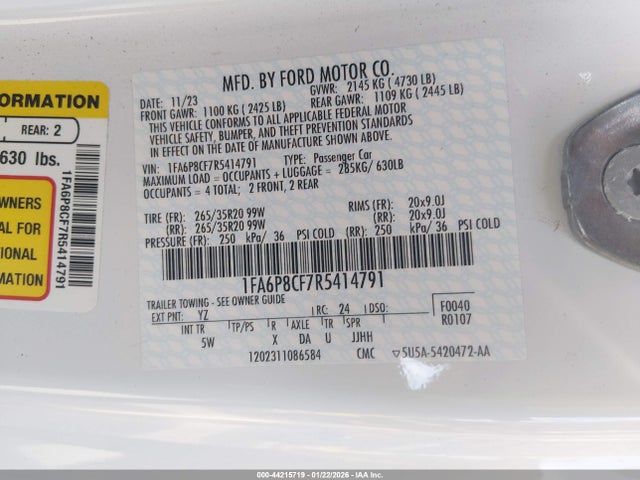 ORMATION
REAR: 2
630 lbs.
1FA6P8CF7R5414791
ERS
AL FOR
TIONAL
ION
MFD. BY FORD MOTOR CO.
DATE: 11/23 GVWR: 2145 KG ( 4730 LB)
FRONT GAWR: 1100 KG ( 2425 LB) REAR GAWR: 1109 KG ( 2445 LB)
THIS VEHICLE CONFORMS TO ALL APPLICABLE FEDERAL MOTOR
VEHICLE SAFETY, BUMPER, AND THEFT PREVENTION STANDARDS
IN EFFECT ON THE DATE OF MANUFACTURE SHOWN ABOVE.
VIN: 1FA6P8CF7R5414791 TYPE: Passenger Car
MAXIMUM LOAD = OCCUPANTS + LUGGAGE = 285KG/ 630LB
OCCUPANTS = 4 TOTAL; 2 FRONT, 2 REAR
TIRE (FR): 265/35R20 99W RIMS (FR): 20x9.0J
(RR): 265/35R20 99W (RR): 20x9.0J
PRESSURE (FR): 250 kPa/ 36 PSI COLD (RR): 250 kPa/ 36 PSI COLD
1FA6P8CF7R5414791
TRAILER TOWING - SEE OWNER GUIDE
EXT PNT: YZ RC: 24 DSO: F0040
INT TR TP/PS R AXLE TR SPR R0107
5W X DA U JJHH
1202311086584 CMC ▽5U5A-5420472-AA
000-44215719 - 01/22/2026 - IAAI.COM